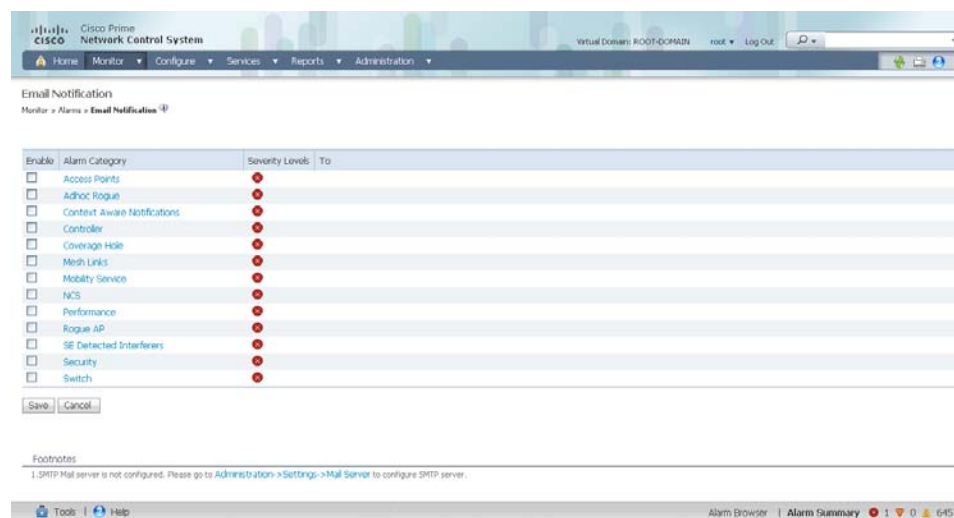 Cisco Prime
CISCO Network Control System
Virtual Domain: ROOT-DOMAIN root Log Out
Home Monitor Configure Services Reports Administration
Email Notification
Monitor > Alarms > Email Notification
Enable Alarm Category Severity Levels To
Access Points
Adhoc Rogue
Context Aware Notifications
Controller
Coverage Hole
Mesh Links
Mobility Service
NCS
Performance
Rogue AP
SE Detected Interferers
Security
Switch
Save Cancel
Footnotes
1.SMTP Mail server is not configured. Please go to Administration->Settings->Mail Server to configure SMTP server.
Tools | Help Alarm Browser | Alarm Summary 1 0 645